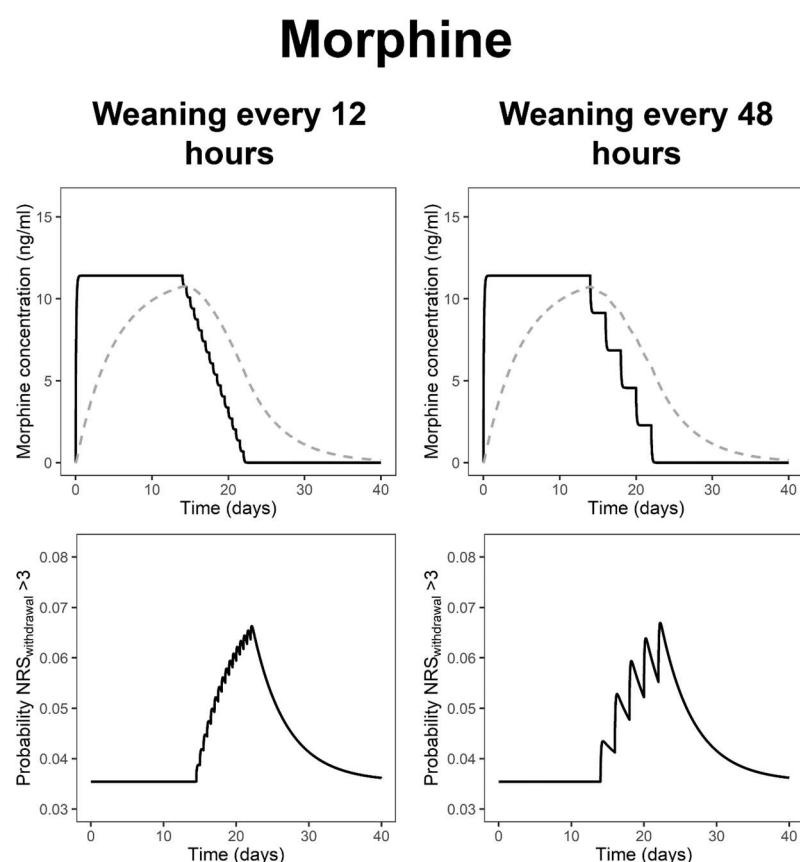 Morphine
Weaning every 12
hours
Weaning every 48
hours
Morphine concentration (ng/ml)
15
10
5
0
0 10 20 30 40
Time (days)
Morphine concentration (ng/ml)
15
10
5
0
0 10 20 30 40
Time (days)
Probability NRSwithdrawal >3
0.08
0.07
0.06
0.05
0.04
0.03
0 10 20 30 40
Time (days)
Probability NRSwithdrawal >3
0.08
0.07
0.06
0.05
0.04
0.03
0 10 20 30 40
Time (days)